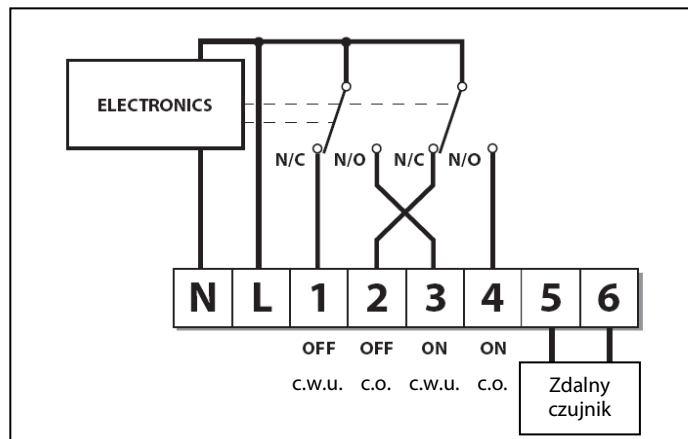 ELECTRONICS
N/C N/O N/C N/O
N L 1 2 3 4 5 6
OFF OFF ON ON
c.w.u. c.o. c.w.u. c.o.
Zdalny
czujnik